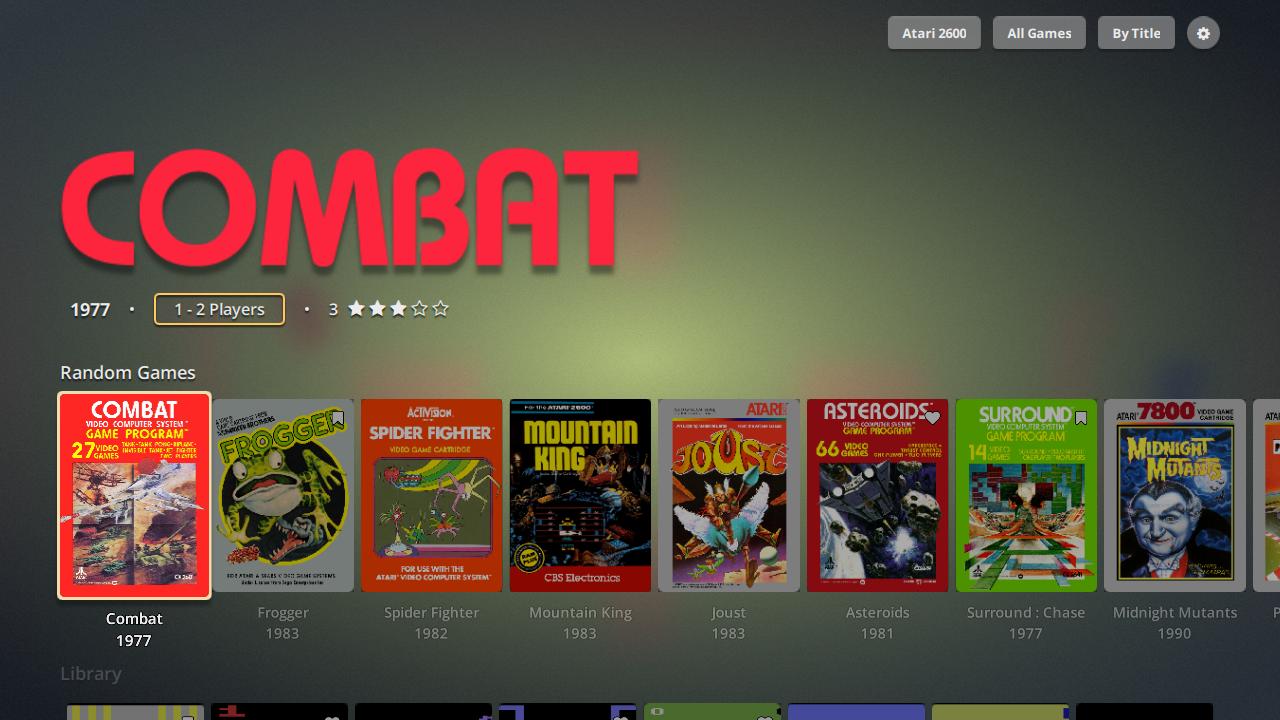 Atari 2600
All Games
By Title
COMBAT
1977 • 1 - 2 Players • 3
Random Games
COMBAT
VIDEO COMPUTER SYSTEM
GAME PROGRAM
27 VIDEO GAMES
FROGGER
ACTIVISION
SPIDER FIGHTER
VIDEO GAME CARTRIDGE
FOR USE WITH THE
ATARI VIDEO COMPUTER SYSTEM
For the ATARI 2600
MOUNTAIN
KING
CBS Electronics
ATARI
JOUST
ASTEROIDS
VIDEO COMPUTER SYSTEM
GAME PROGRAM
66 VIDEO GAMES
SURROUND
VIDEO COMPUTER SYSTEM
GAME PROGRAM
14 VIDEO GAMES
ATARI 7800 VIDEO GAME CARTRIDGE
MIDNIGHT
MUTANTS
Combat
1977
Frogger
1983
Spider Fighter
1982
Mountain King
1983
Joust
1983
Asteroids
1981
Surround : Chase
1977
Midnight Mutants
1990
Library